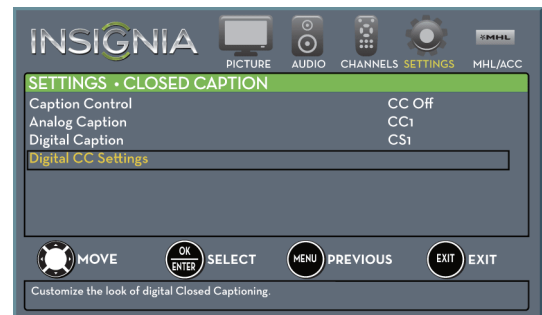 INSIGNIA
PICTURE AUDIO CHANNELS SETTINGS MHL MHL/ACC
SETTINGS • CLOSED CAPTION
Caption Control CC Off
Analog Caption CC1
Digital Caption CS1
Digital CC Settings
MOVE OK ENTER SELECT MENU PREVIOUS EXIT EXIT
Customize the look of digital Closed Captioning.